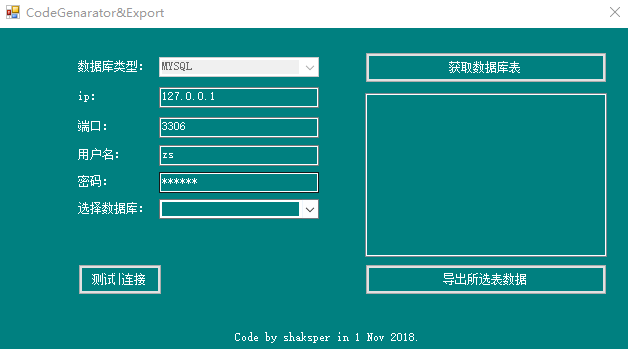 CodeGenarator&Export
数据库类型: MYSQL
获取数据库表
ip: 127.0.0.1
端口: 3306
用户名: zs
密码: ******
选择数据库:
测试|连接
导出所选表数据
Code by shaksper in 1 Nov 2018.